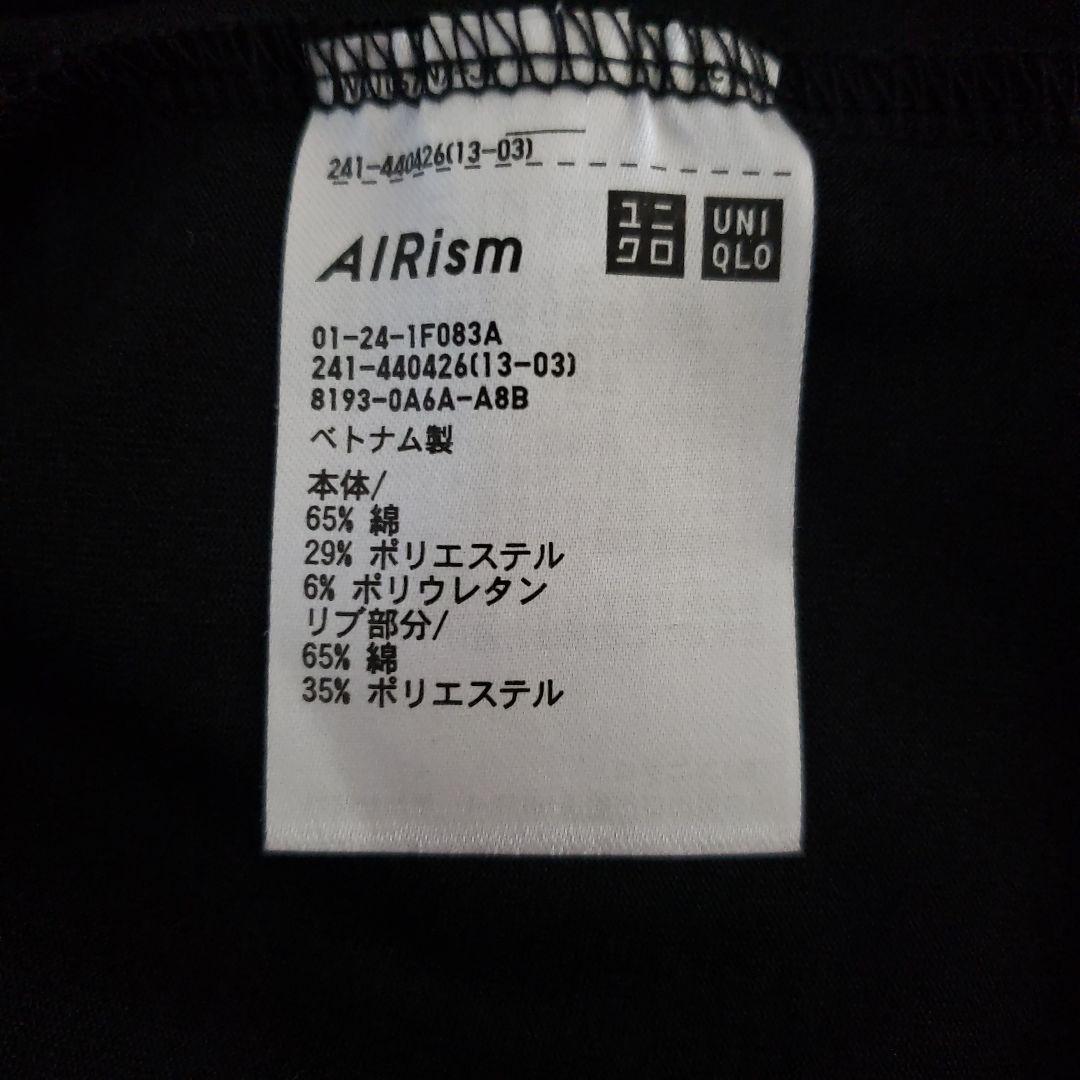 241-440426(13-03)
AIRism
ユニ
クロ
UNI
QLO
01-24-1F083A
241-440426(13-03)
8193-0A6A-A8B
ベトナム製
本体/
65% 綿
29% ポリエステル
6% ポリウレタン
リブ部分/
65% 綿
35% ポリエステル